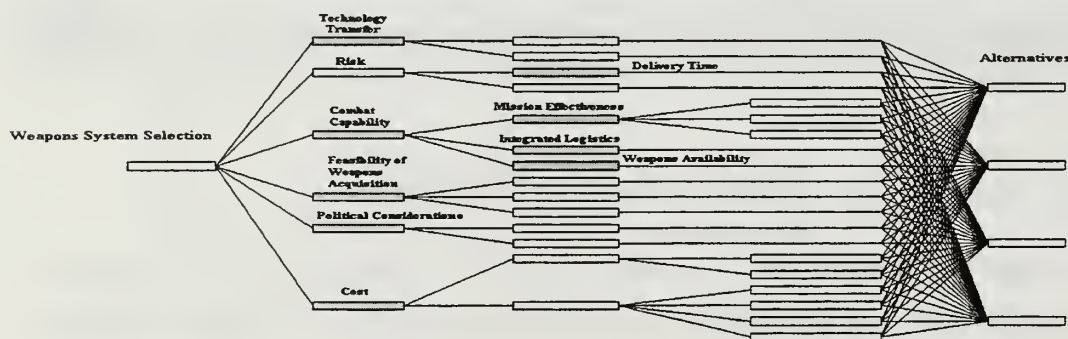 Technology
Transfer
Risk
Delivery Time
Alternatives
Mission Effectiveness
Combat
Capability
Weapons System Selection
Integrated Logistics
Weapons Availability
Feasibility of
Weapons
Acquisition
Political Considerations
Cost